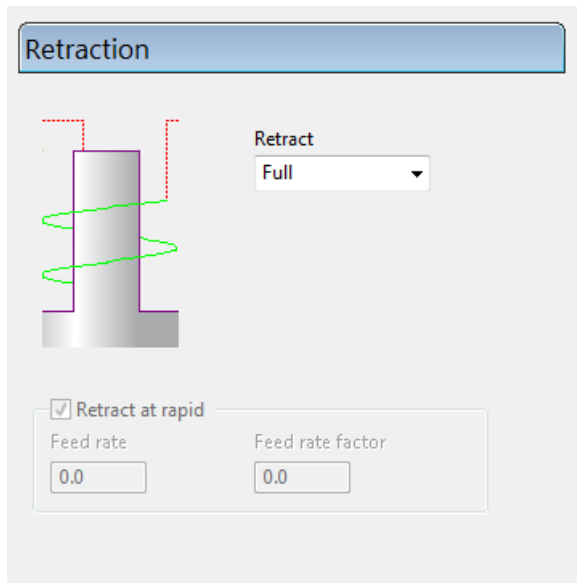 Retraction
Retract
Full
Retract at rapid
Feed rate
Feed rate factor
0.0
0.0